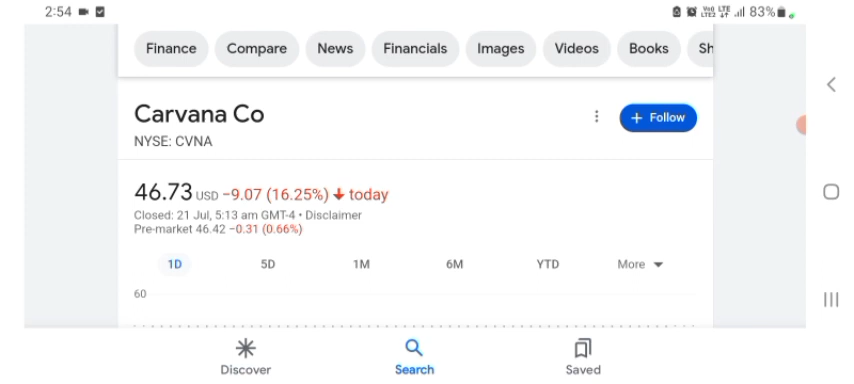 2:54 83%
Finance Compare News Financials Images Videos Books Sh
Carvana Co
+ Follow
NYSE: CVNA
46.73 USD −9.07 (16.25%) ↓ today
Closed: 21 Jul, 5:13 am GMT-4 • Disclaimer
Pre-market 46.42 −0.31 (0.66%)
1D 5D 1M 6M YTD More
60
Discover Search Saved